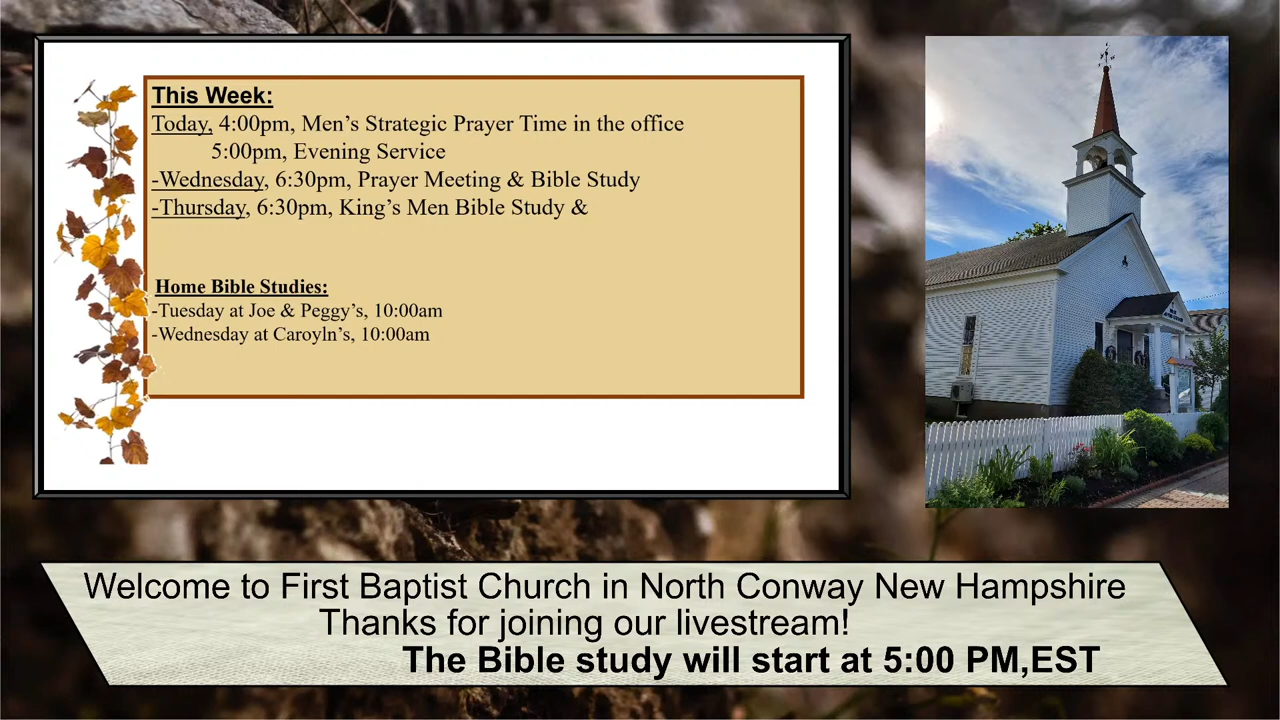 This Week:
Today, 4:00pm, Men’s Strategic Prayer Time in the office
5:00pm, Evening Service
-Wednesday, 6:30pm, Prayer Meeting & Bible Study
-Thursday, 6:30pm, King’s Men Bible Study &
Home Bible Studies:
-Tuesday at Joe & Peggy’s, 10:00am
-Wednesday at Caroyln’s, 10:00am
Welcome to First Baptist Church in North Conway New Hampshire
Thanks for joining our livestream!
The Bible study will start at 5:00 PM,EST